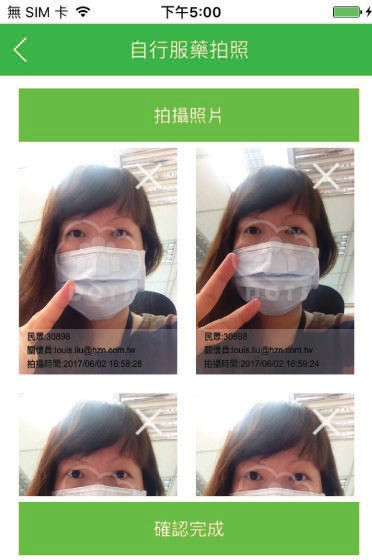 無 SIM 卡
下午5:00
自行服藥拍照
拍攝照片
民眾:30898
關懷員:louis.liu@hzn.com.tw
拍攝時間:2017/06/02 16:58:28
民眾:30898
關懷員:louis.liu@hzn.com.tw
拍攝時間:2017/06/02 16:59:24
確認完成